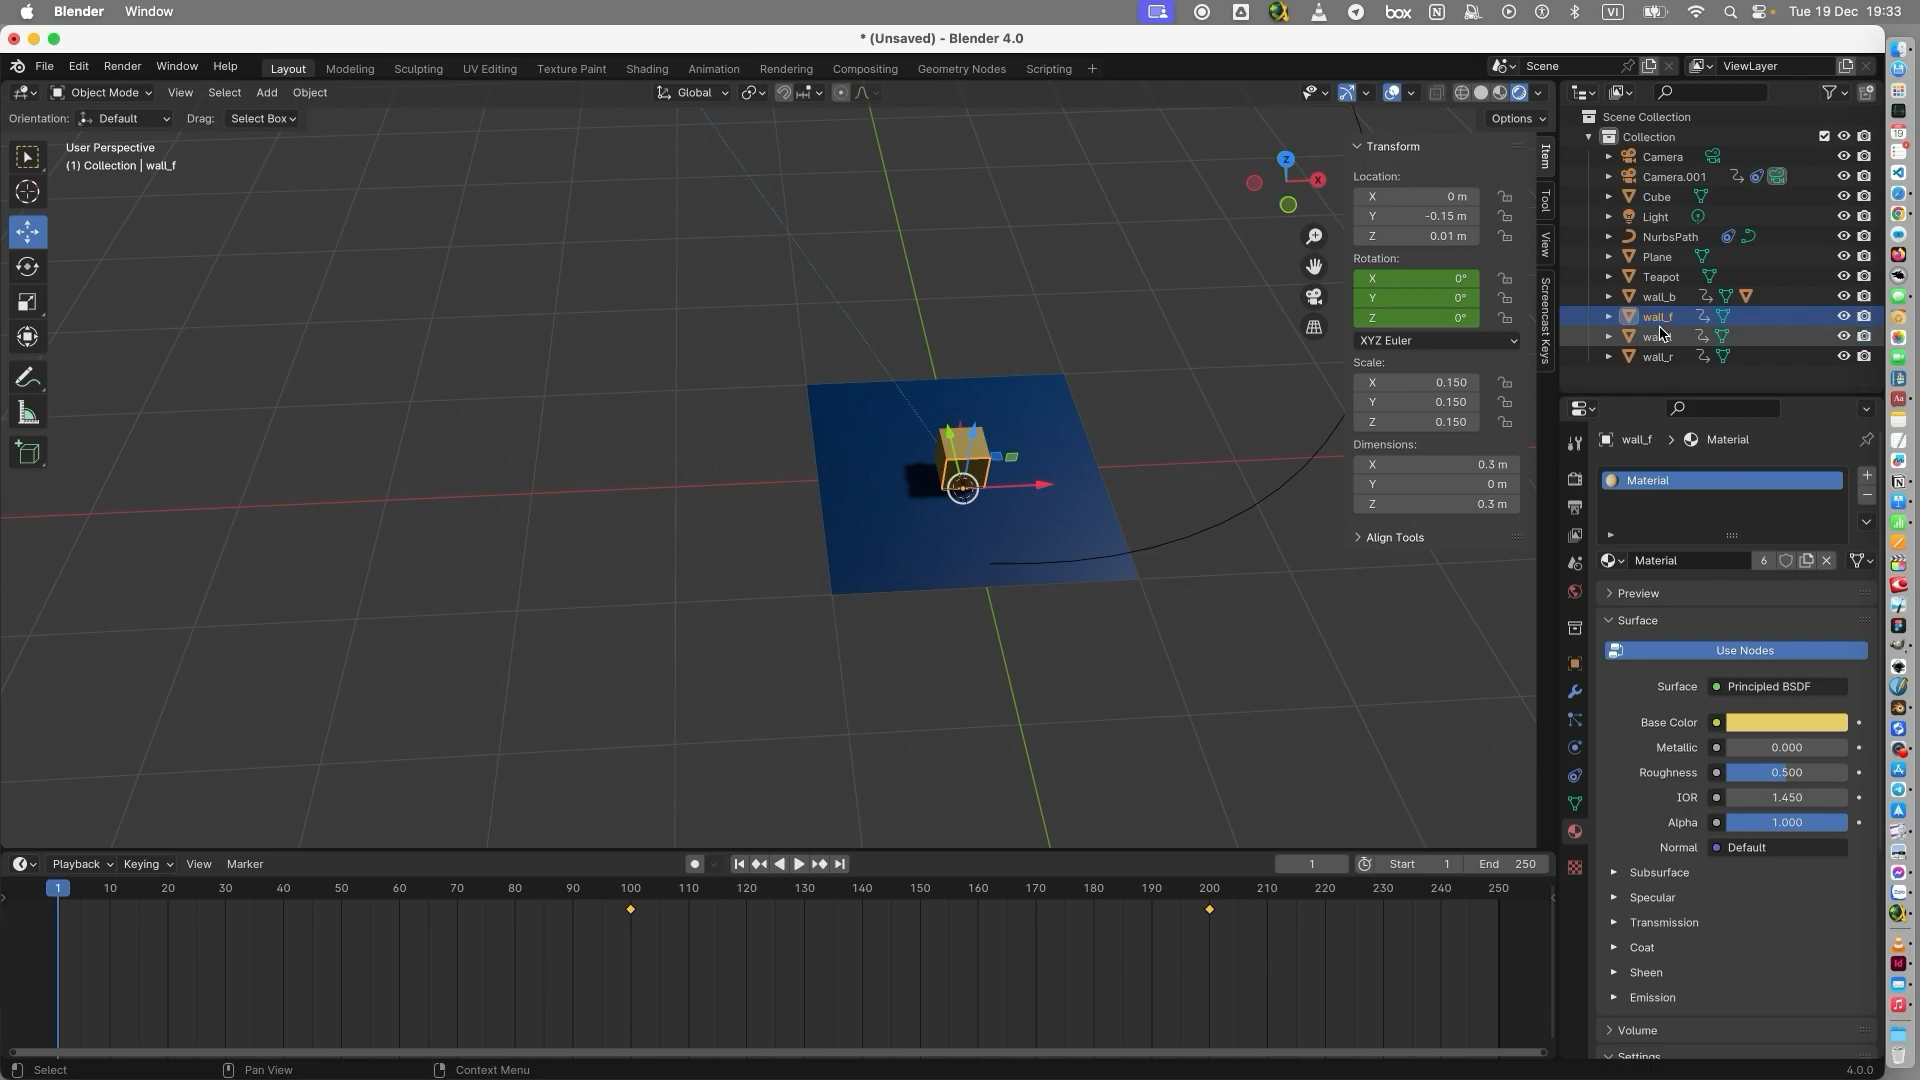 Blender Window VI Tue 19 Dec 19:33
* (Unsaved) - Blender 4.0
File Edit Render Window Help Layout Modeling Sculpting UV Editing Texture Paint Shading Animation Rendering Compositing Geometry Nodes Scripting + Scene ViewLayer
Object Mode View Select Add Object Global
Orientation: Default Drag: Select Box Options
User Perspective
(1) Collection | wall_f
Z
X
Transform
Location:
X 0 m
Y -0.15 m
Z 0.01 m
Rotation:
X 0°
Y 0°
Z 0°
XYZ Euler
Scale:
X 0.150
Y 0.150
Z 0.150
Dimensions:
X 0.3 m
Y 0 m
Z 0.3 m
Align Tools
Item
Tool
View
Screencast Keys
Scene Collection
Collection
Camera
Camera.001
Cube
Light
NurbsPath
Plane
Teapot
wall_b
wall_f
wall_r
wall_f > Material
Material
Material 6
Preview
Surface
Use Nodes
Surface Principled BSDF
Base Color
Metallic 0.000
Roughness 0.500
IOR 1.450
Alpha 1.000
Normal Default
Subsurface
Specular
Transmission
Coat
Sheen
Emission
Volume
Settings
Playback Keying View Marker 1 Start 1 End 250
1 10 20 30 40 50 60 70 80 90 100 110 120 130 140 150 160 170 180 190 200 210 220 230 240 250
Select Pan View Context Menu 4.0.0